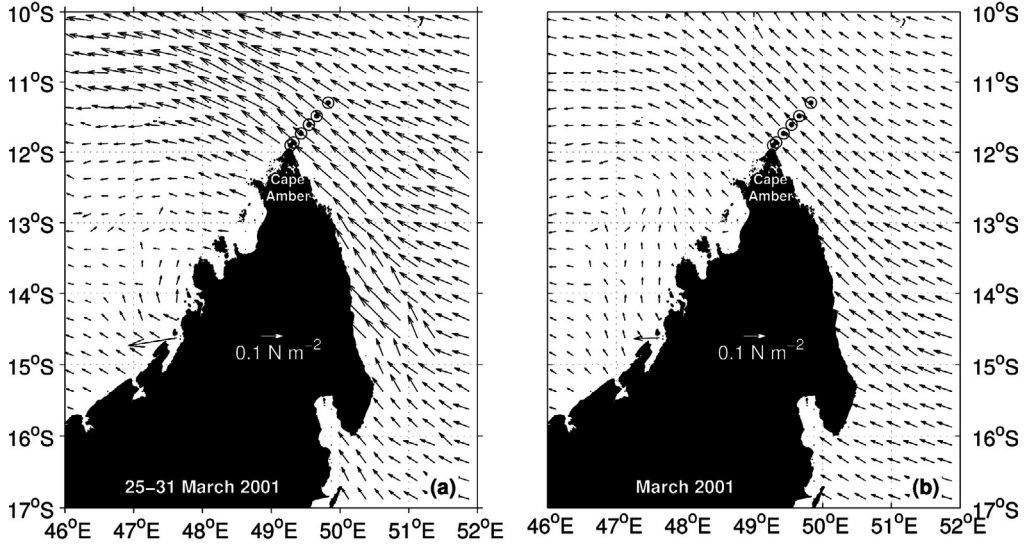 10°S
11°S
12°S
13°S
14°S
15°S
16°S
17°S
46°E 47°E 48°E 49°E 50°E 51°E 52°E
Cape
Amber
0.1 N m⁻²
25–31 March 2001
(a)
46°E 47°E 48°E 49°E 50°E 51°E 52°E
Cape
Amber
0.1 N m⁻²
March 2001
(b)
10°S
11°S
12°S
13°S
14°S
15°S
16°S
17°S